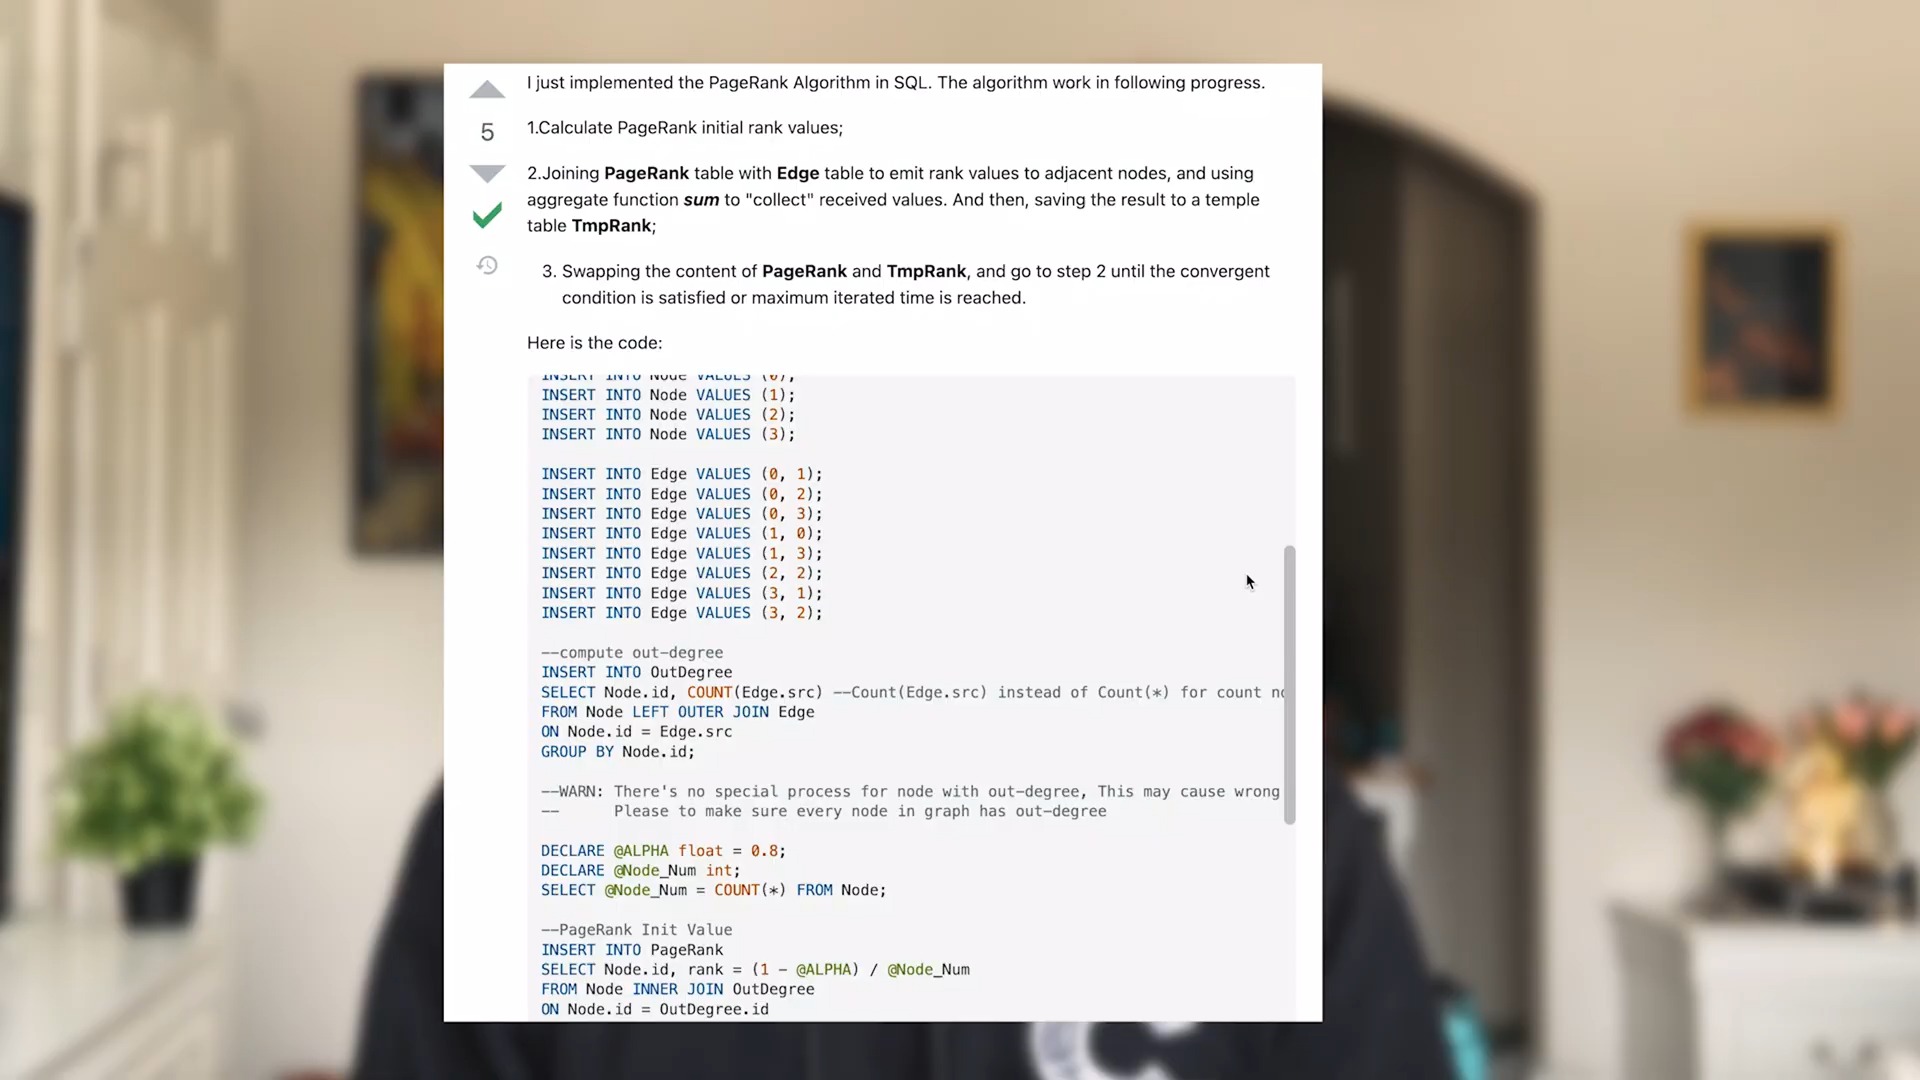 I just implemented the PageRank Algorithm in SQL. The algorithm work in following progress.
5
1.Calculate PageRank initial rank values;
2.Joining PageRank table with Edge table to emit rank values to adjacent nodes, and using
aggregate function sum to "collect" received values. And then, saving the result to a temple
table TmpRank;
3. Swapping the content of PageRank and TmpRank, and go to step 2 until the convergent
condition is satisfied or maximum iterated time is reached.
Here is the code:
INSERT INTO Node VALUES (0);
INSERT INTO Node VALUES (1);
INSERT INTO Node VALUES (2);
INSERT INTO Node VALUES (3);
INSERT INTO Edge VALUES (0, 1);
INSERT INTO Edge VALUES (0, 2);
INSERT INTO Edge VALUES (0, 3);
INSERT INTO Edge VALUES (1, 0);
INSERT INTO Edge VALUES (1, 3);
INSERT INTO Edge VALUES (2, 2);
INSERT INTO Edge VALUES (3, 1);
INSERT INTO Edge VALUES (3, 2);
--compute out-degree
INSERT INTO OutDegree
SELECT Node.id, COUNT(Edge.src) --Count(Edge.src) instead of Count(*) for count
FROM Node LEFT OUTER JOIN Edge
ON Node.id = Edge.src
GROUP BY Node.id;
--WARN: There's no special process for node with out-degree, This may cause wrong
-- Please to make sure every node in graph has out-degree
DECLARE @ALPHA float = 0.8;
DECLARE @Node_Num int;
SELECT @Node_Num = COUNT(*) FROM Node;
--PageRank Init Value
INSERT INTO PageRank
SELECT Node.id, rank = (1 - @ALPHA) / @Node_Num
FROM Node INNER JOIN OutDegree
ON Node.id = OutDegree.id